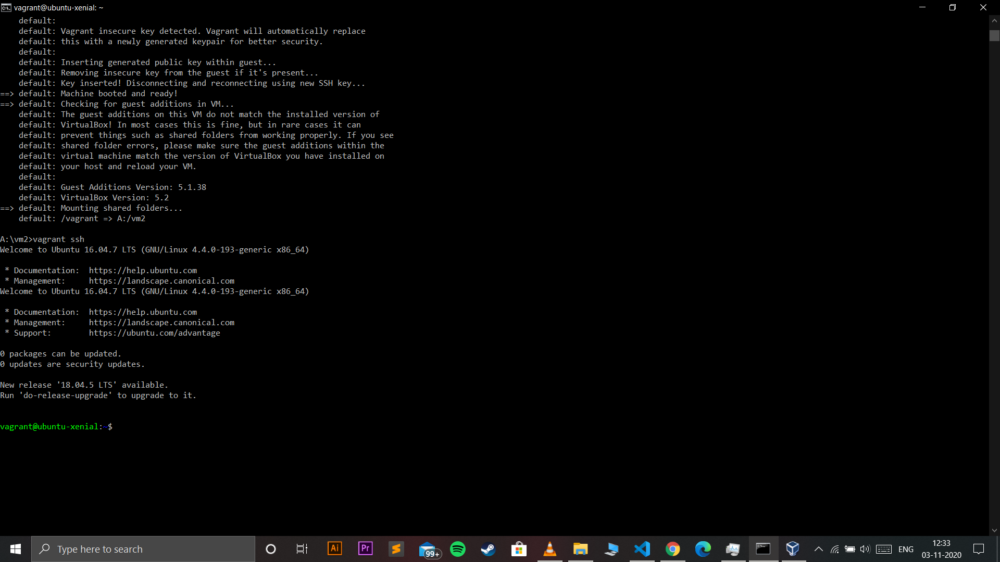 vagrant@ubuntu-xenial: ~
default:
default: Vagrant insecure key detected. Vagrant will automatically replace
default: this with a newly generated keypair for better security.
default:
default: Inserting generated public key within guest...
default: Removing insecure key from the guest if it's present...
default: Key inserted! Disconnecting and reconnecting using new SSH key...
==> default: Machine booted and ready!
==> default: Checking for guest additions in VM...
default: The guest additions on this VM do not match the installed version of
default: VirtualBox! In most cases this is fine, but in rare cases it can
default: prevent things such as shared folders from working properly. If you see
default: shared folder errors, please make sure the guest additions within the
default: virtual machine match the version of VirtualBox you have installed on
default: your host and reload your VM.
default:
default: Guest Additions Version: 5.1.38
default: VirtualBox Version: 5.2
==> default: Mounting shared folders...
default: /vagrant => A:/vm2
A:\vm2>vagrant ssh
Welcome to Ubuntu 16.04.7 LTS (GNU/Linux 4.4.0-193-generic x86_64)
* Documentation:  https://help.ubuntu.com
* Management:     https://landscape.canonical.com
Welcome to Ubuntu 16.04.7 LTS (GNU/Linux 4.4.0-193-generic x86_64)
* Documentation:  https://help.ubuntu.com
* Management:     https://landscape.canonical.com
* Support:        https://ubuntu.com/advantage
0 packages can be updated.
0 updates are security updates.
New release '18.04.5 LTS' available.
Run 'do-release-upgrade' to upgrade to it.
vagrant@ubuntu-xenial:~$
Type here to search
Ai
Pr
99+
ENG
12:33
03-11-2020